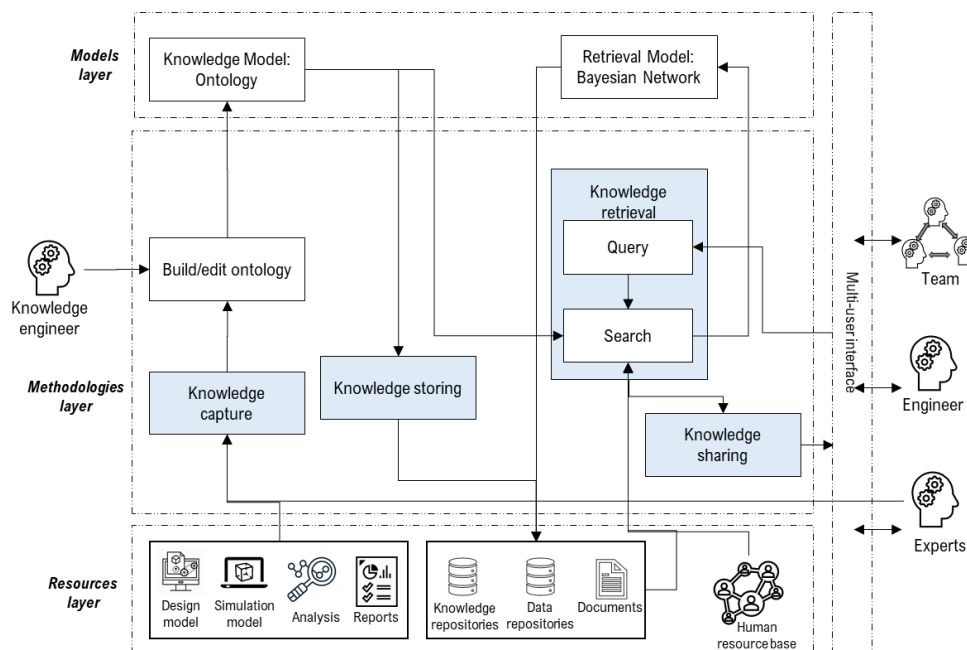 Models
layer
Knowledge Model:
Ontology
Retrieval Model:
Bayesian Network
Knowledge
retrieval
Query
Search
Build/edit ontology
Knowledge
engineer
Methodologies
layer
Knowledge
capture
Knowledge storing
Knowledge
sharing
Multi-user interface
Team
Engineer
Experts
Resources
layer
Design
model
Simulation
model
Analysis
Reports
Knowledge
repositories
Data
repositories
Documents
Human
resource base